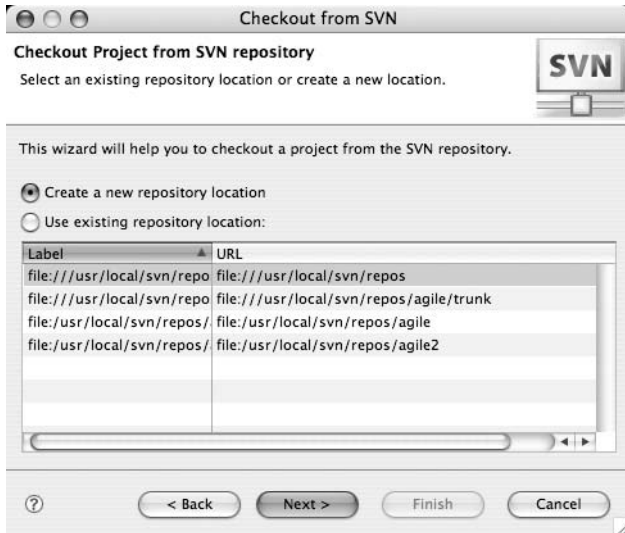 Checkout from SVN
Checkout Project from SVN repository
Select an existing repository location or create a new location.
SVN
This wizard will help you to checkout a project from the SVN repository.
Create a new repository location
Use existing repository location:
Label URL
file:///usr/local/svn/repo file:///usr/local/svn/repos
file:///usr/local/svn/repo file:///usr/local/svn/repos/agile/trunk
file:/usr/local/svn/repos/ file:/usr/local/svn/repos/agile
file:/usr/local/svn/repos/ file:/usr/local/svn/repos/agile2
?
< Back Next > Finish Cancel